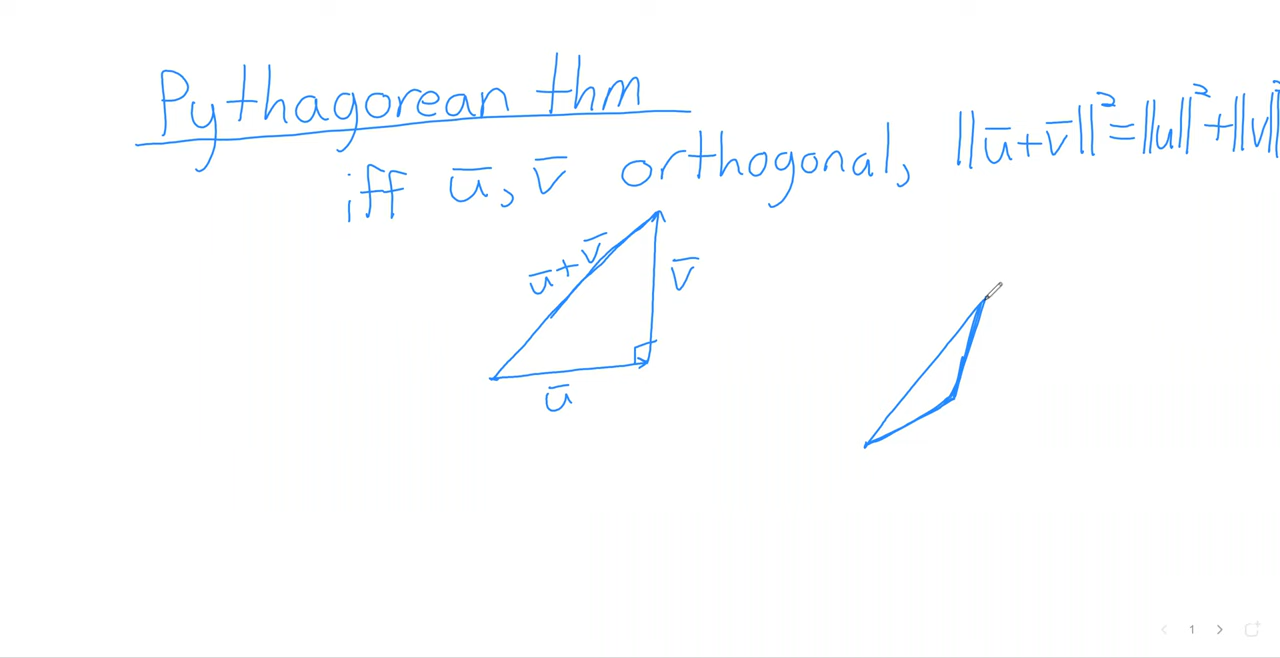 Pythagorean thm
iff ū, v̄ orthogonal, ||ū+v̄||²=||u||²+||v||²
ū+v̄
v̄
ū
1